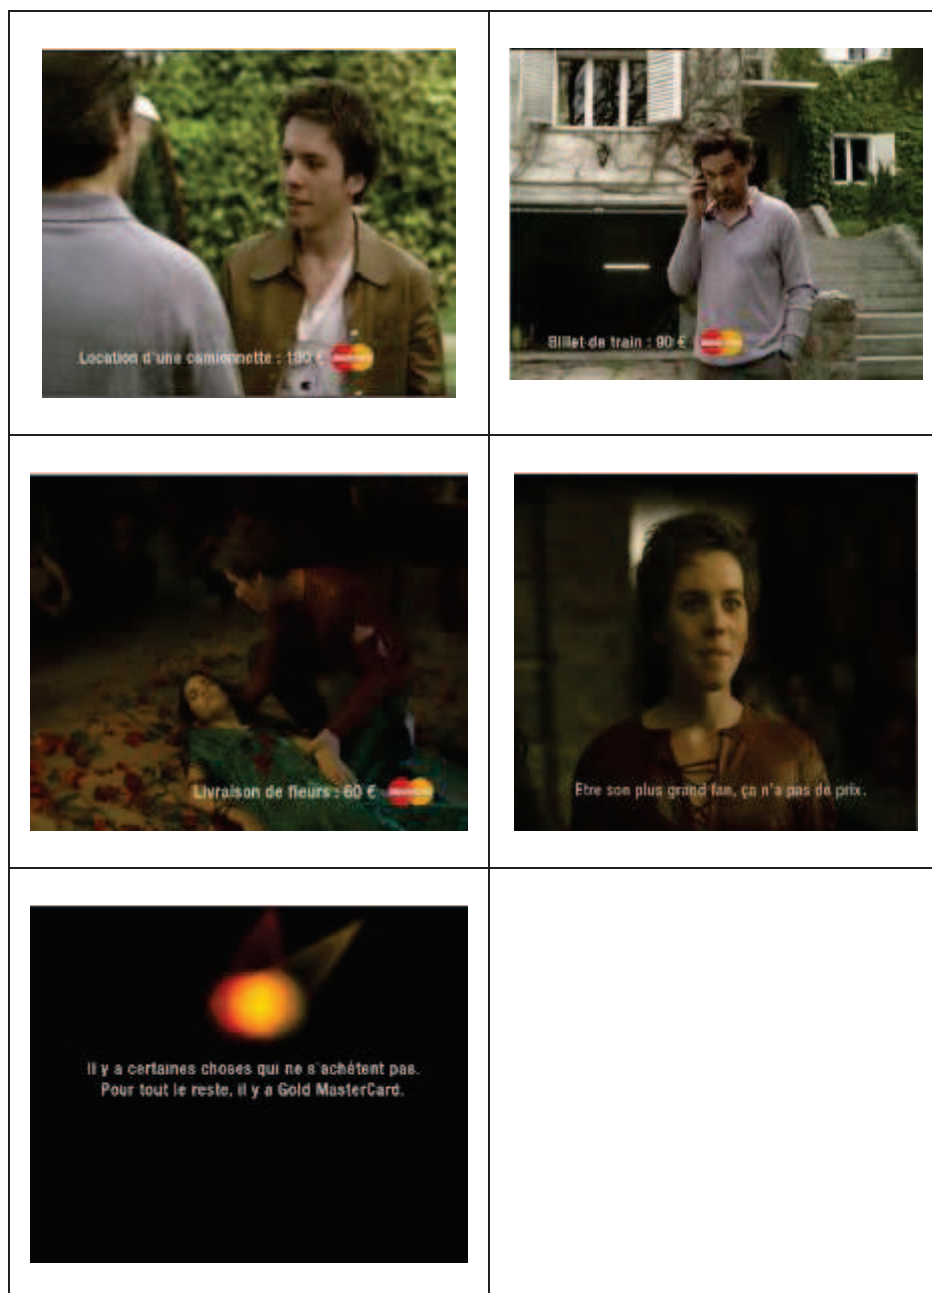 Location d'une camionnette : 180 €
Billet de train : 90 €
Livraison de fleurs : 60 €
Etre son plus grand fan, ça n'a pas de prix.
Il y a certaines choses qui ne s'achètent pas.
Pour tout le reste, il y a Gold MasterCard.